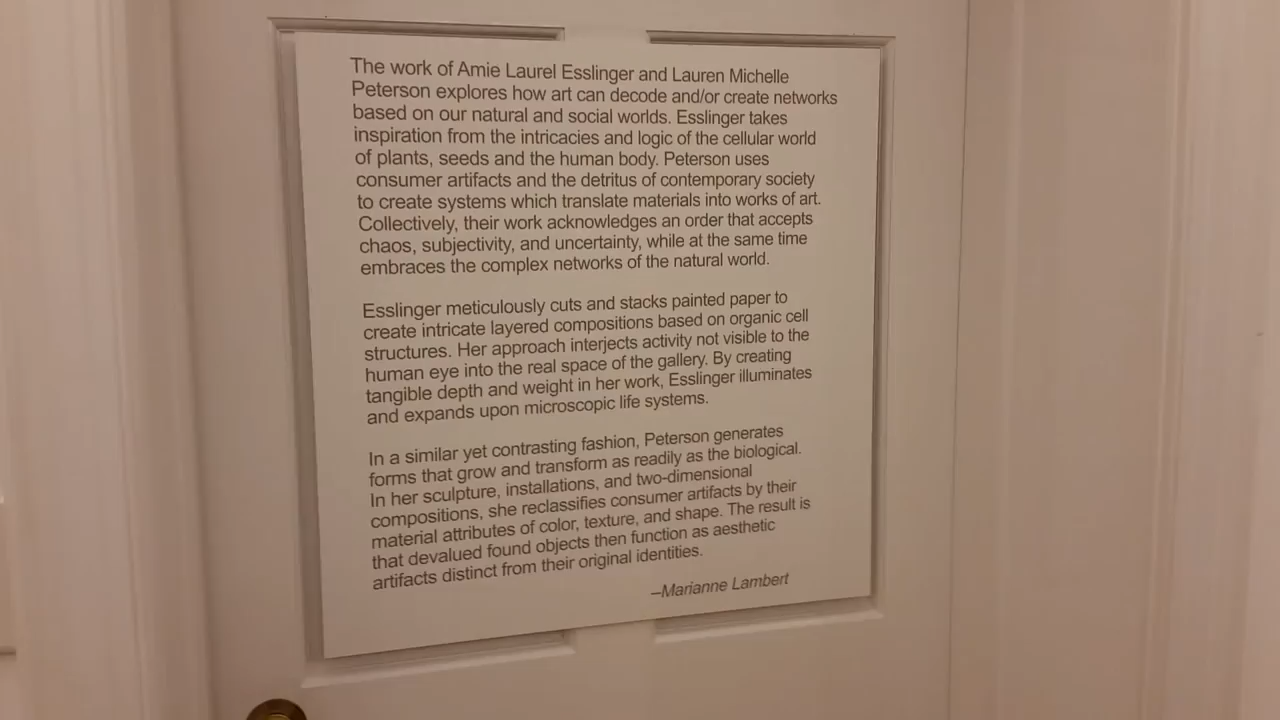 The work of Amie Laurel Esslinger and Lauren Michelle
Peterson explores how art can decode and/or create networks
based on our natural and social worlds. Esslinger takes
inspiration from the intricacies and logic of the cellular world
of plants, seeds and the human body. Peterson uses
consumer artifacts and the detritus of contemporary society
to create systems which translate materials into works of art.
Collectively, their work acknowledges an order that accepts
chaos, subjectivity, and uncertainty, while at the same time
embraces the complex networks of the natural world.
Esslinger meticulously cuts and stacks painted paper to
create intricate layered compositions based on organic cell
structures. Her approach interjects activity not visible to the
human eye into the real space of the gallery. By creating
tangible depth and weight in her work, Esslinger illuminates
and expands upon microscopic life systems.
In a similar yet contrasting fashion, Peterson generates
forms that grow and transform as readily as the biological.
In her sculpture, installations, and two-dimensional
compositions, she reclassifies consumer artifacts by their
material attributes of color, texture, and shape. The result is
that devalued found objects then function as aesthetic
artifacts distinct from their original identities.
–Marianne Lambert